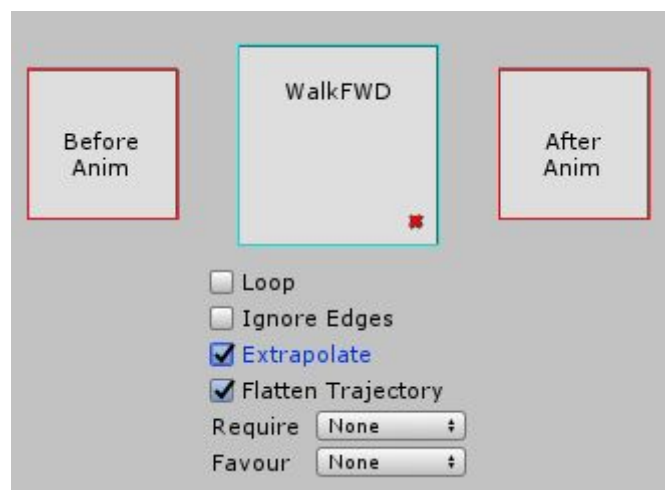 WalkFWD
Before
Anim
After
Anim
Loop
Ignore Edges
Extrapolate
Flatten Trajectory
Require None
Favour None